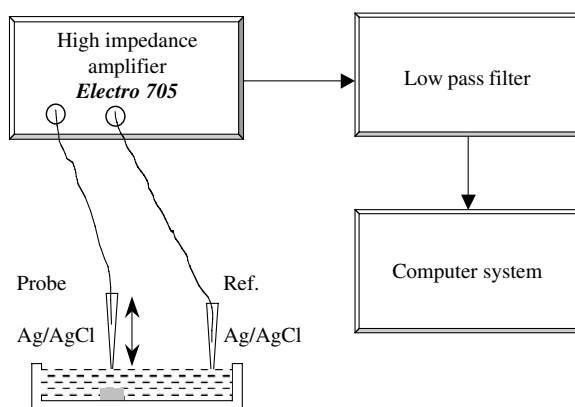 High impedance
amplifier
Electro 705
Low pass filter
Computer system
Probe
Ref.
Ag/AgCl
Ag/AgCl